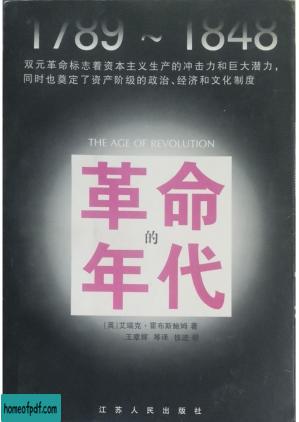 1789～1848
双元革命标志着资本主义生产的冲击力和巨大潜力，
同时也奠定了资产阶级的政治、经济和文化制度
THE AGE OF REVOLUTION
革命
的
年代
［英］艾瑞克·霍布斯鲍姆 著
王章辉 等译
江苏人民出版社
homeofpdf.com